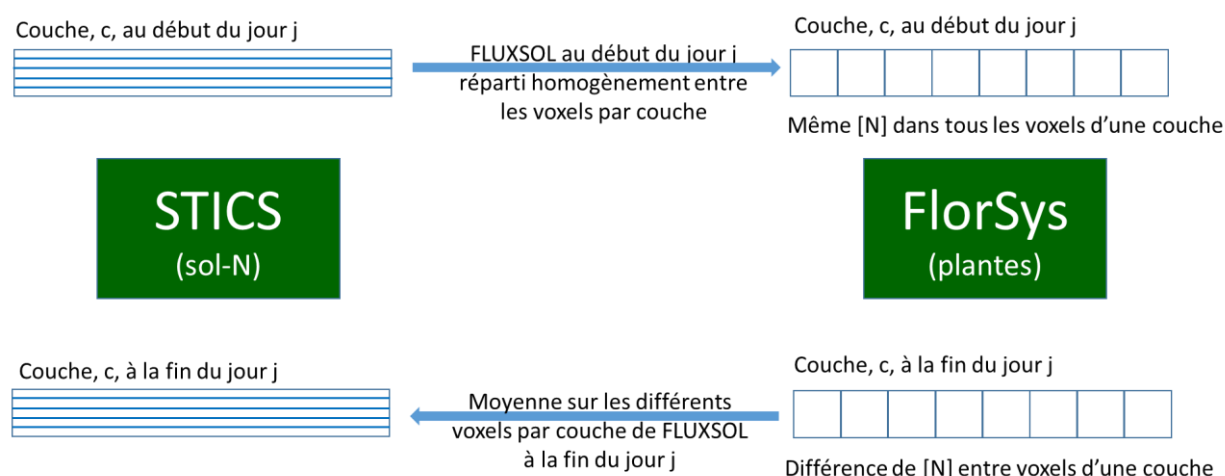 Couche, c, au début du jour j
FLUXSOL au début du jour j
réparti homogènement entre
les voxels par couche
Couche, c, au début du jour j
Même [N] dans tous les voxels d'une couche
STICS
(sol-N)
FlorSys
(plantes)
Couche, c, à la fin du jour j
Moyenne sur les différents
voxels par couche de FLUXSOL
à la fin du jour j
Couche, c, à la fin du jour j
Différence de [N] entre voxels d'une couche